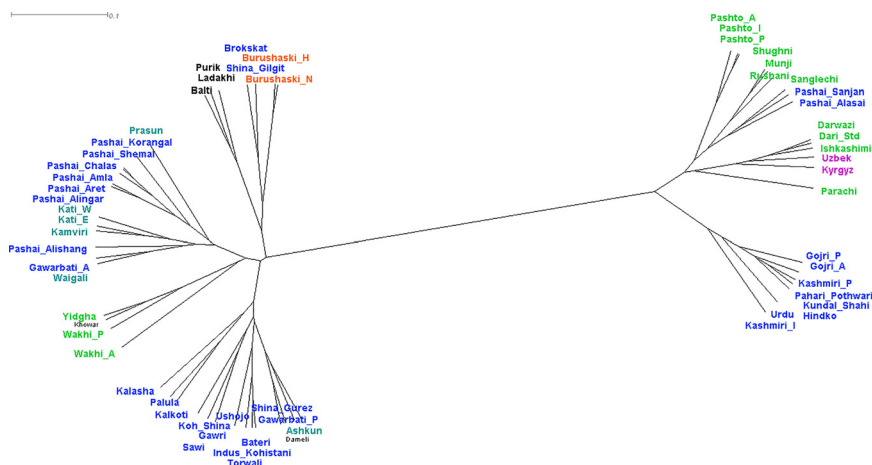 0.1
Brokskat
Burushaski_H
Purik
Shina_Gilgit
Ladakhi
Burushaski_N
Balti
Prasun
Pashai_Korangal
Pashai_Shemal
Pashai_Chalas
Pashai_Amla
Pashai_Aret
Pashai_Alingar
Kati_W
Kati_E
Kamviri
Pashai_Alishang
Gawarbati_A
Waigali
Yidgha
Khowar
Wakhi_P
Wakhi_A
Kalasha
Palula
Kalkoti
Koh_Shina
Gawri
Sawi
Ushojo
Shina_Gurez
Gawarbati_P
Ashkun
Dameli
Bateri
Indus_Kohistani
Torwali
Pashto_A
Pashto_I
Pashto_P
Shughni
Munji
Rushani
Sanglechi
Pashai_Sanjan
Pashai_Alasai
Darwazi
Dari_Std
Ishkashimi
Uzbek
Kyrgyz
Parachi
Gojri_P
Gojri_A
Kashmiri_P
Pahari_Pothwari
Kundal_Shahi
Hindko
Urdu
Kashmiri_I